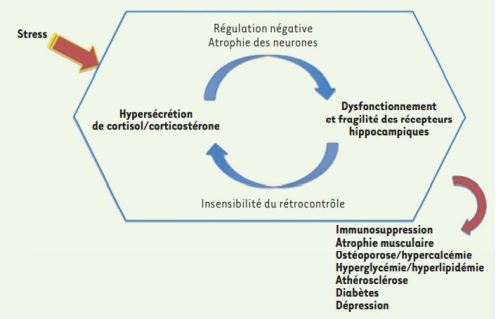 Stress
Régulation négative
Atrophie des neurones
Hypersécrétion
de cortisol/corticostérone
Dysfonctionnement
et fragilité des récepteurs
hippocampiques
Insensibilité du rétrocontrôle
Immunosuppression
Atrophie musculaire
Ostéoporose/hypercalcémie
Hyperglycémie/hyperlipidémie
Athérosclérose
Diabètes
Dépression